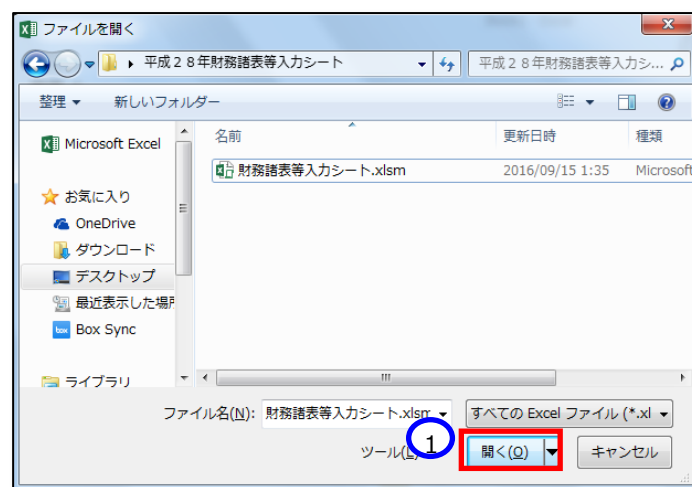 ファイルを開く
平成２８年財務諸表等入力シート
平成２８年財務諸表等入力シ...
整理
新しいフォルダー
名前 更新日時 種類
Microsoft Excel
財務諸表等入力シート.xlsm 2016/09/15 1:35 Microsoft
お気に入り
OneDrive
ダウンロード
デスクトップ
最近表示した場所
Box Sync
ライブラリ
ファイル名(N): 財務諸表等入力シート.xlsm すべての Excel ファイル (*.xl
ツール(L) 1 開く(O) キャンセル